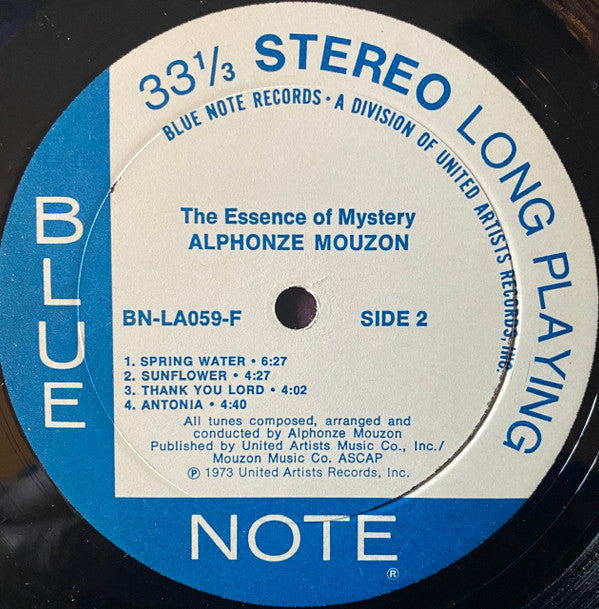 33⅓ STEREO LONG PLAYING
BLUE NOTE RECORDS • A DIVISION OF UNITED ARTISTS RECORDS, INC.
BLUE
The Essence of Mystery
ALPHONZE MOUZON
BN-LA059-F SIDE 2
1. SPRING WATER • 6:27
2. SUNFLOWER • 4:27
3. THANK YOU LORD • 4:02
4. ANTONIA • 4:40
All tunes composed, arranged and
conducted by Alphonze Mouzon
Published by United Artists Music Co., Inc./
Mouzon Music Co. ASCAP
℗ 1973 United Artists Records, Inc.
NOTE
®